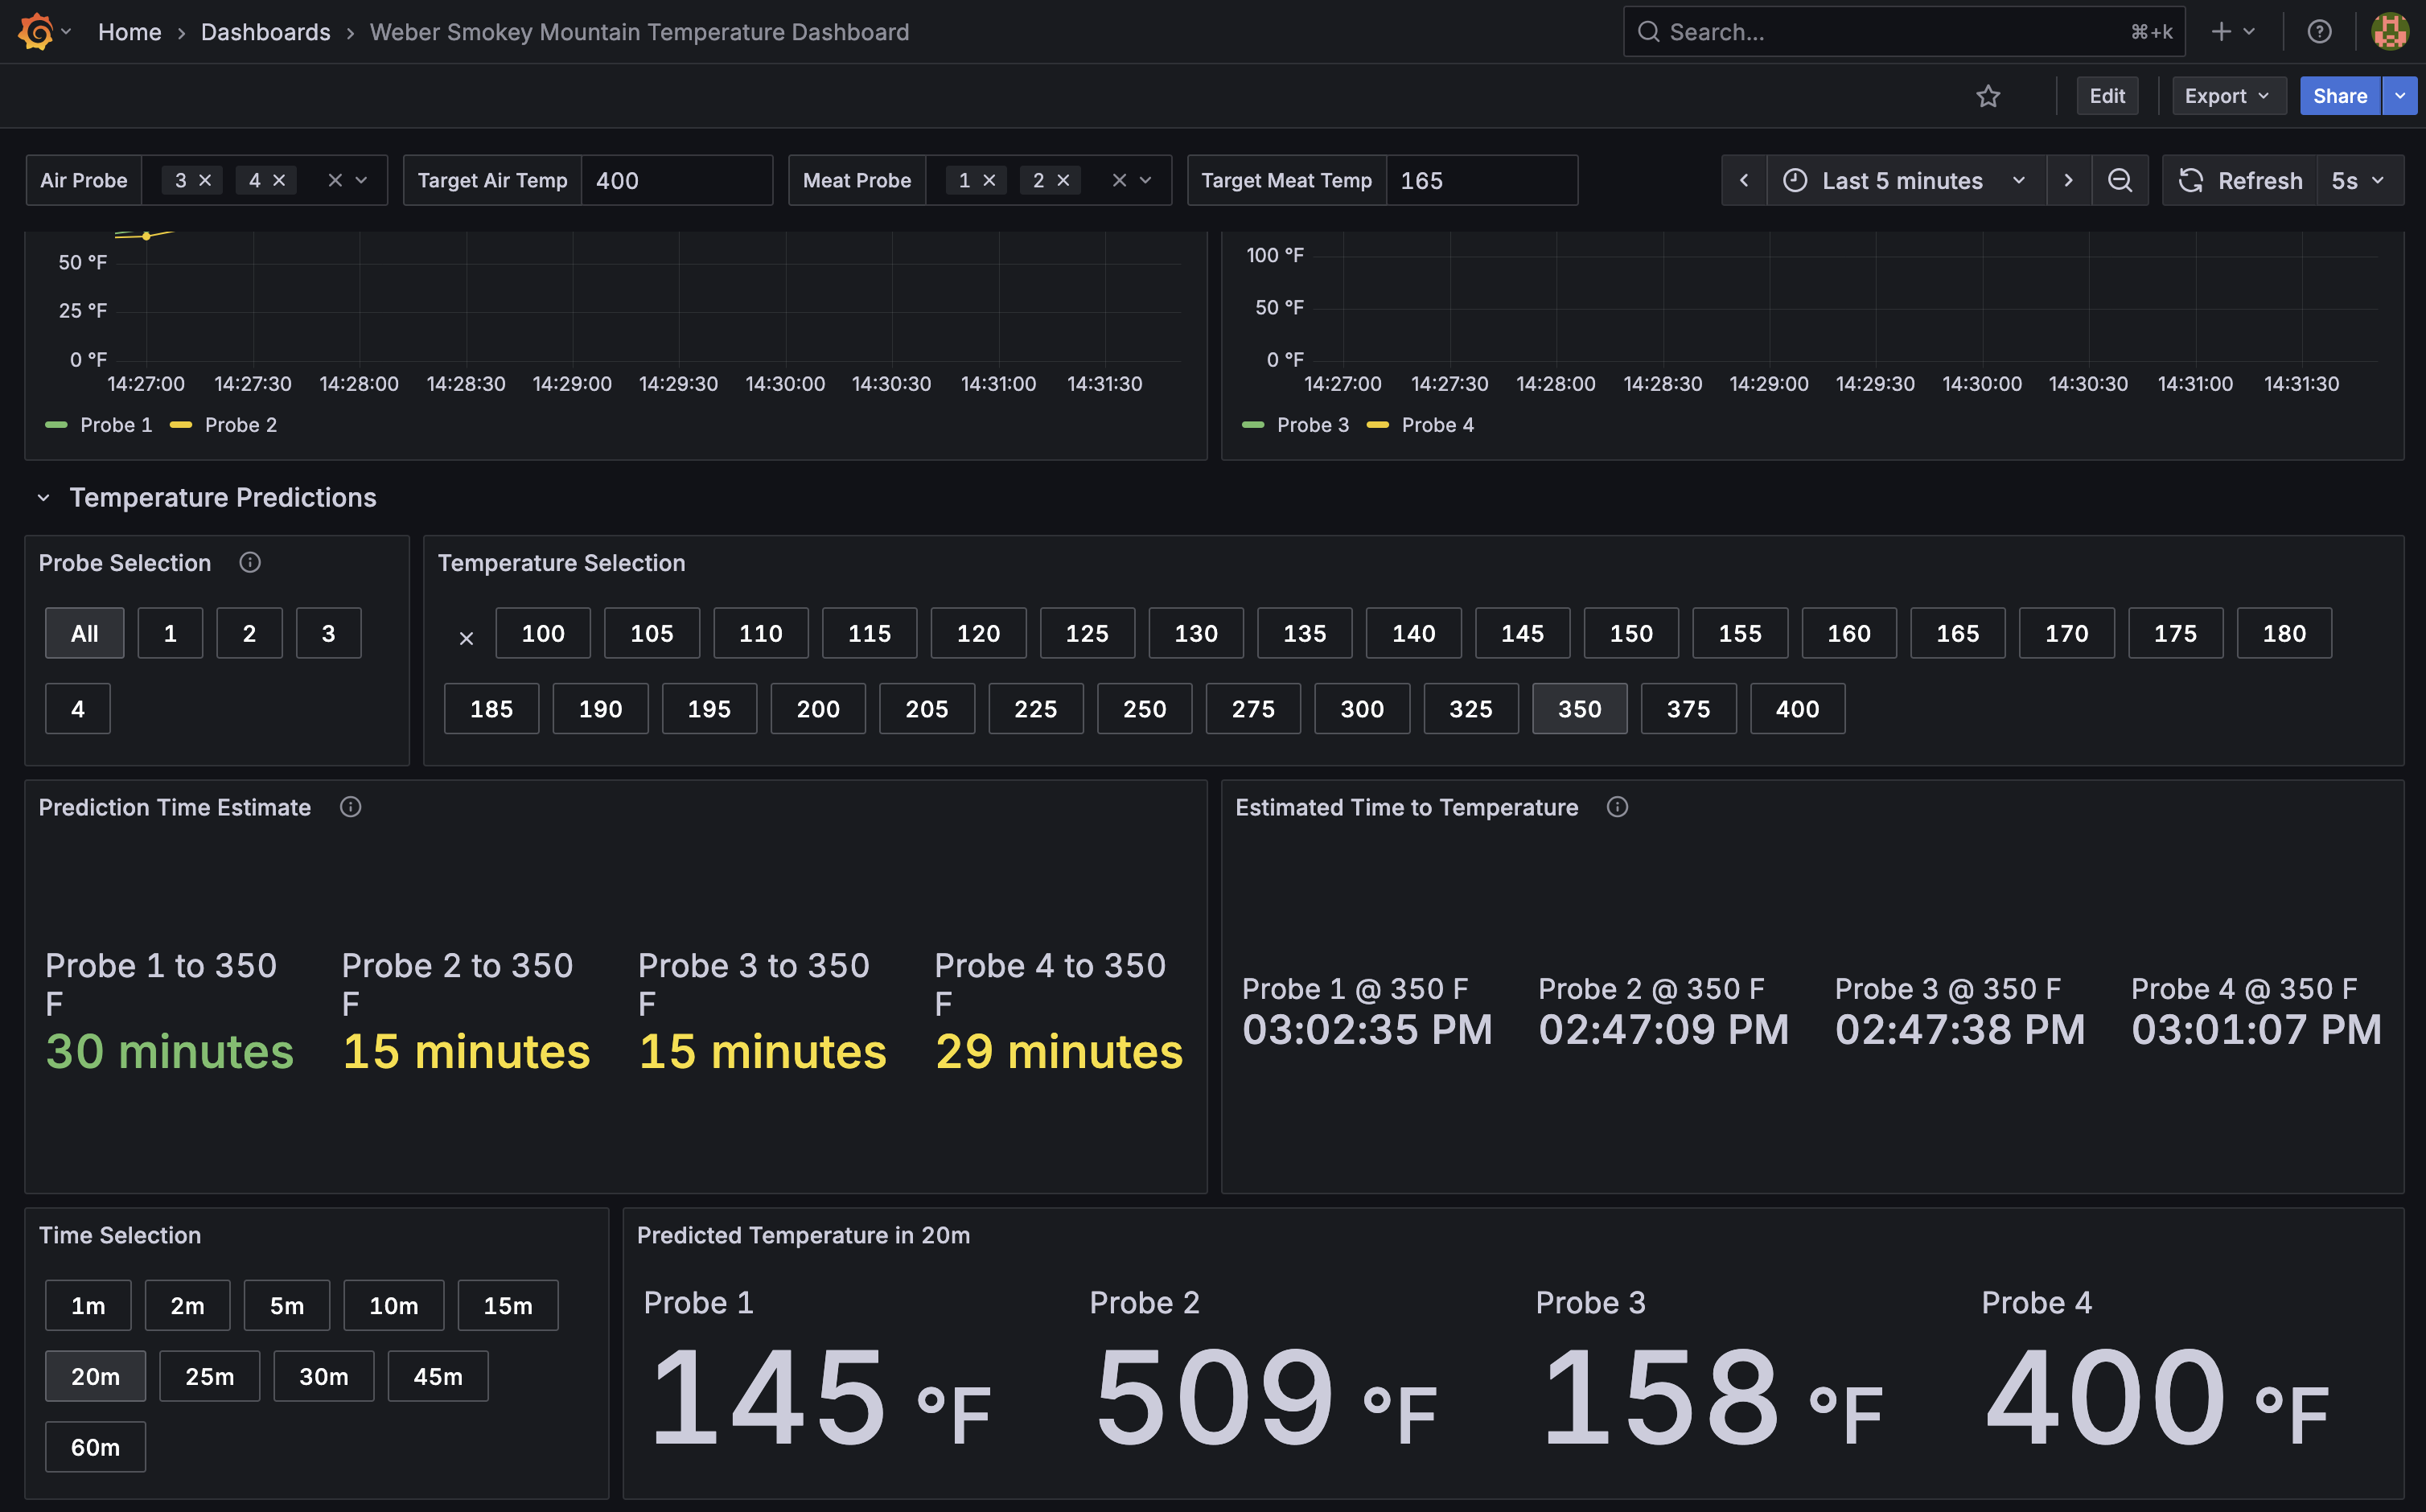 Home › Dashboards › Weber Smokey Mountain Temperature Dashboard
Search...
⌘+k
Edit
Export
Share
Air Probe
3
4
Target Air Temp
400
Meat Probe
1
2
Target Meat Temp
165
Last 5 minutes
Refresh
5s
50 °F
25 °F
0 °F
14:27:00 14:27:30 14:28:00 14:28:30 14:29:00 14:29:30 14:30:00 14:30:30 14:31:00 14:31:30
Probe 1 Probe 2
100 °F
50 °F
0 °F
14:27:00 14:27:30 14:28:00 14:28:30 14:29:00 14:29:30 14:30:00 14:30:30 14:31:00 14:31:30
Probe 3 Probe 4
Temperature Predictions
Probe Selection
All 1 2 3
4
Temperature Selection
100 105 110 115 120 125 130 135 140 145 150 155 160 165 170 175 180
185 190 195 200 205 225 250 275 300 325 350 375 400
Prediction Time Estimate
Probe 1 to 350
F
30 minutes
Probe 2 to 350
F
15 minutes
Probe 3 to 350
F
15 minutes
Probe 4 to 350
F
29 minutes
Estimated Time to Temperature
Probe 1 @ 350 F
03:02:35 PM
Probe 2 @ 350 F
02:47:09 PM
Probe 3 @ 350 F
02:47:38 PM
Probe 4 @ 350 F
03:01:07 PM
Time Selection
1m 2m 5m 10m 15m
20m 25m 30m 45m
60m
Predicted Temperature in 20m
Probe 1
145 °F
Probe 2
509 °F
Probe 3
158 °F
Probe 4
400 °F